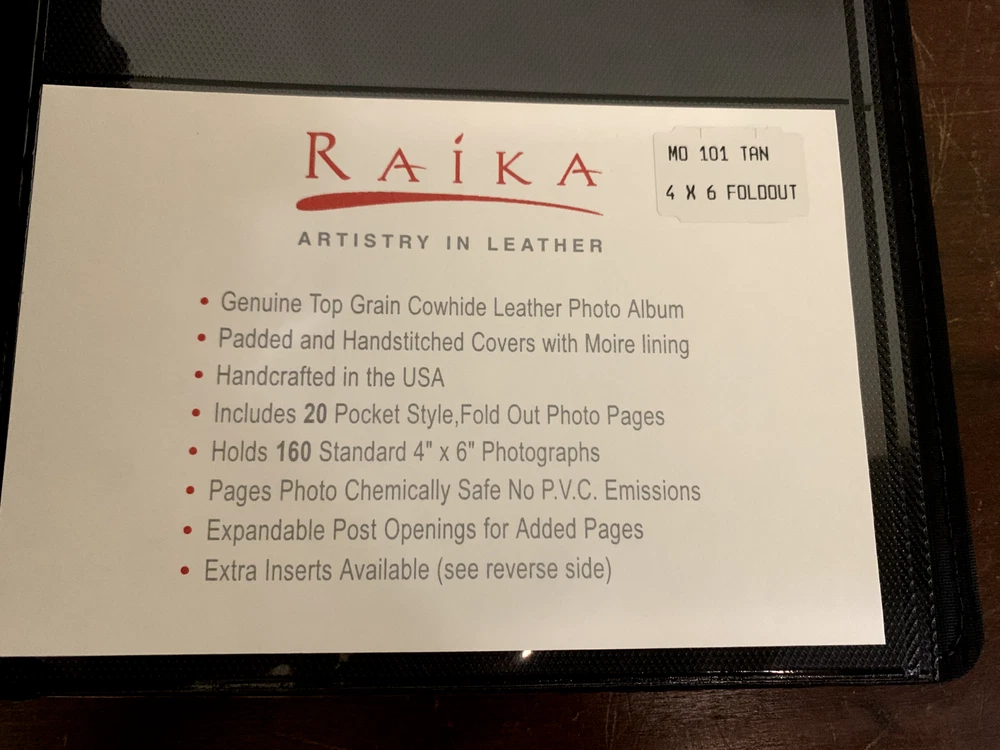 RAÍKA
ARTISTRY IN LEATHER
MO 101 TAN
4 X 6 FOLDOUT
• Genuine Top Grain Cowhide Leather Photo Album
• Padded and Handstitched Covers with Moire lining
• Handcrafted in the USA
• Includes 20 Pocket Style,Fold Out Photo Pages
• Holds 160 Standard 4" x 6" Photographs
• Pages Photo Chemically Safe No P.V.C. Emissions
• Expandable Post Openings for Added Pages
• Extra Inserts Available (see reverse side)